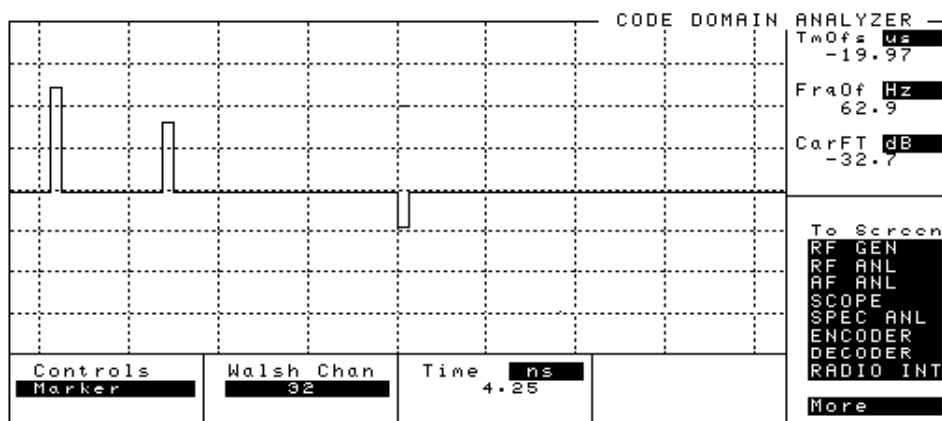 CODE DOMAIN ANALYZER
TmOfs us
-19.97
FrqOf Hz
62.9
CarFT dB
-32.7
To Screen
RF GEN
RF ANL
AF ANL
SCOPE
SPEC ANL
ENCODER
DECODER
RADIO INT
More
Controls
Marker
Walsh Chan
32
Time ns
4.25